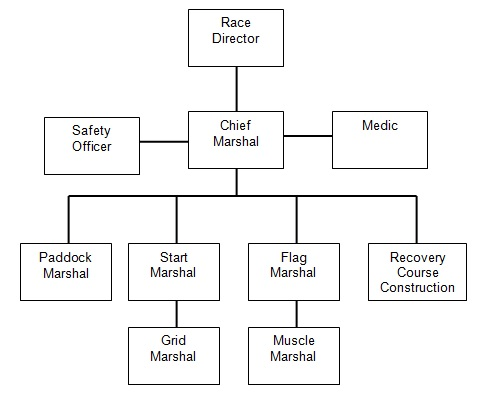 Race
Director
Safety
Officer
Chief
Marshal
Medic
Paddock
Marshal
Start
Marshal
Flag
Marshal
Recovery
Course
Construction
Grid
Marshal
Muscle
Marshal